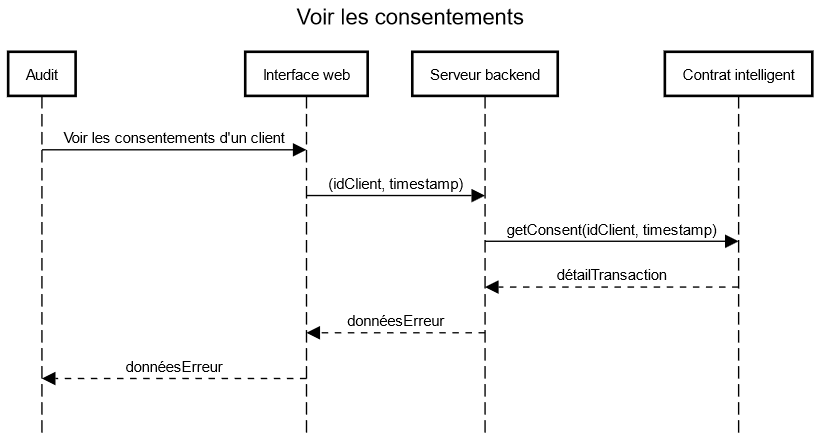 Voir les consentements
Audit
Interface web
Serveur backend
Contrat intelligent
Voir les consentements d'un client
(idClient, timestamp)
getConsent(idClient, timestamp)
détailTransaction
donnéesErreur
donnéesErreur